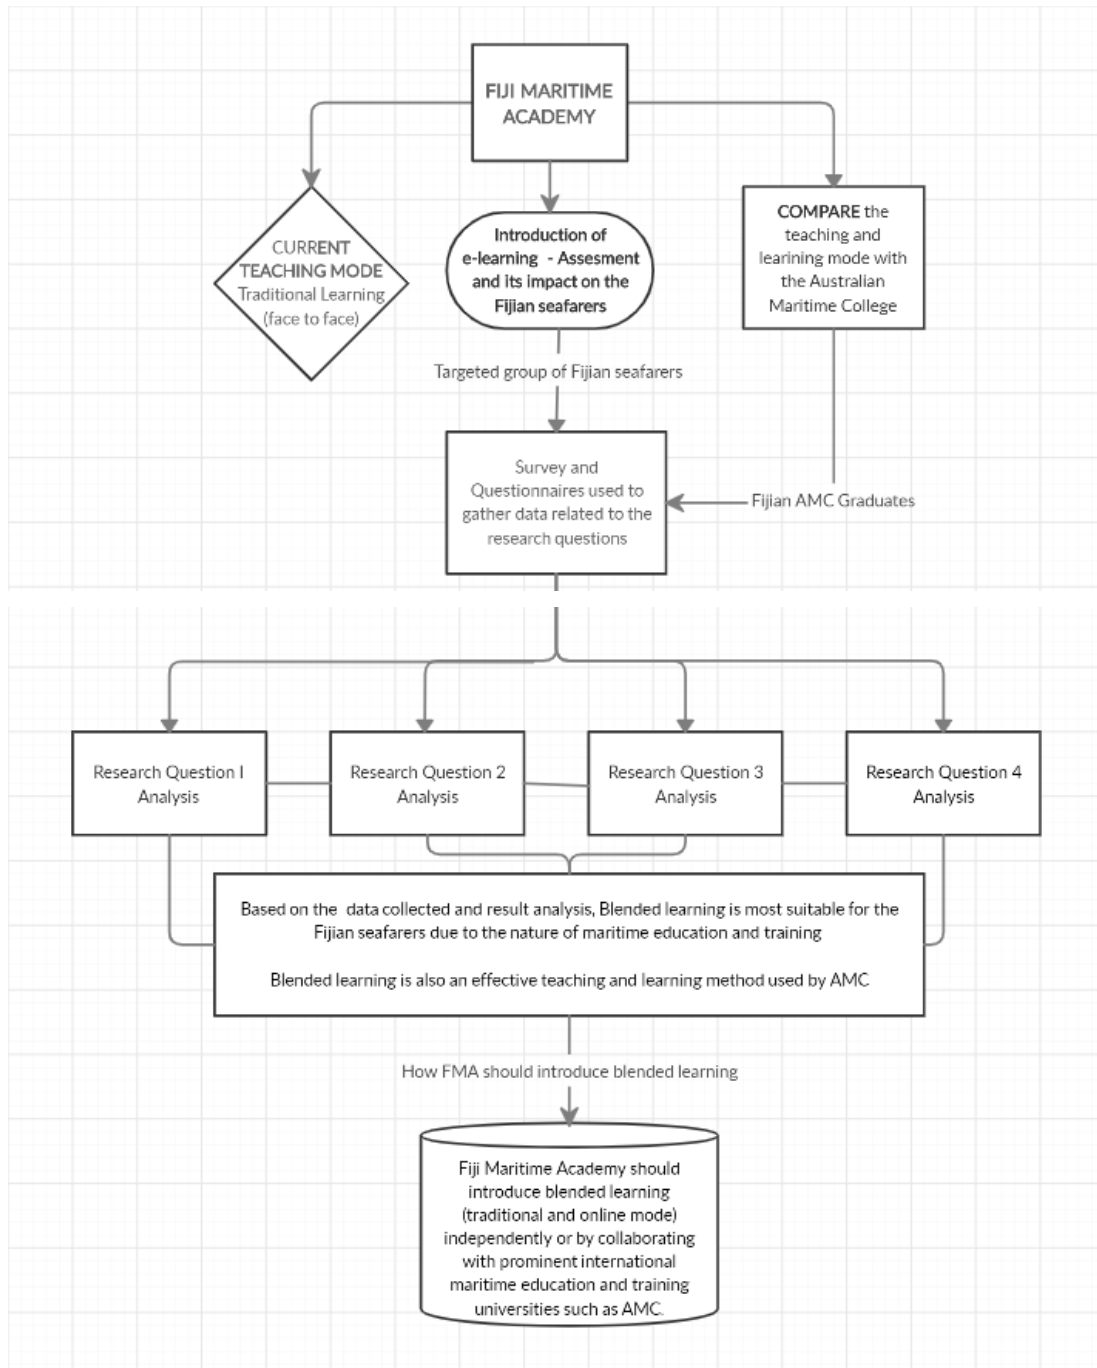 FIJI MARITIME
ACADEMY
CURRENT
TEACHING MODE
Traditional Learning
(face to face)
Introduction of
e-learning - Assesment
and its impact on the
Fijian seafarers
COMPARE the
teaching and
learining mode with
the Australian
Maritime College
Targeted group of Fijian seafarers
Survey and
Questionnaires used to
gather data related to the
research questions
Fijian AMC Graduates
Research Question I
Analysis
Research Question 2
Analysis
Research Question 3
Analysis
Research Question 4
Analysis
Based on the data collected and result analysis, Blended learning is most suitable for the
Fijian seafarers due to the nature of maritime education and training
Blended learning is also an effective teaching and learning method used by AMC
How FMA should introduce blended learning
Fiji Maritime Academy should
introduce blended learning
(traditional and online mode)
independently or by collaborating
with prominent international
maritime education and training
universities such as AMC.